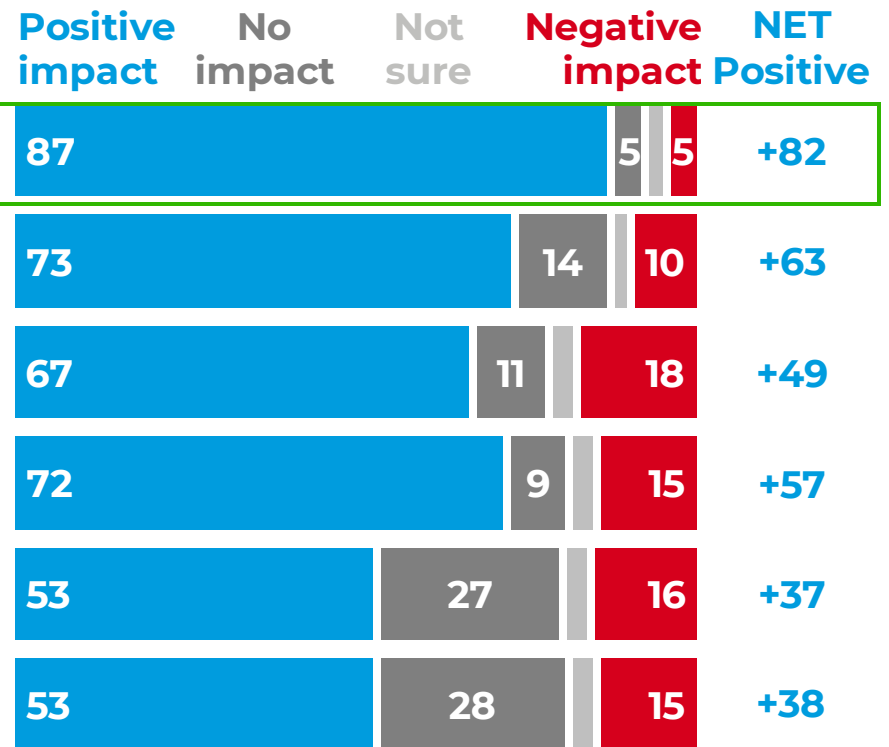 Positive No Not Negative NET
impact impact sure impact Positive
87 5 5 +82
73 14 10 +63
67 11 18 +49
72 9 15 +57
53 27 16 +37
53 28 15 +38